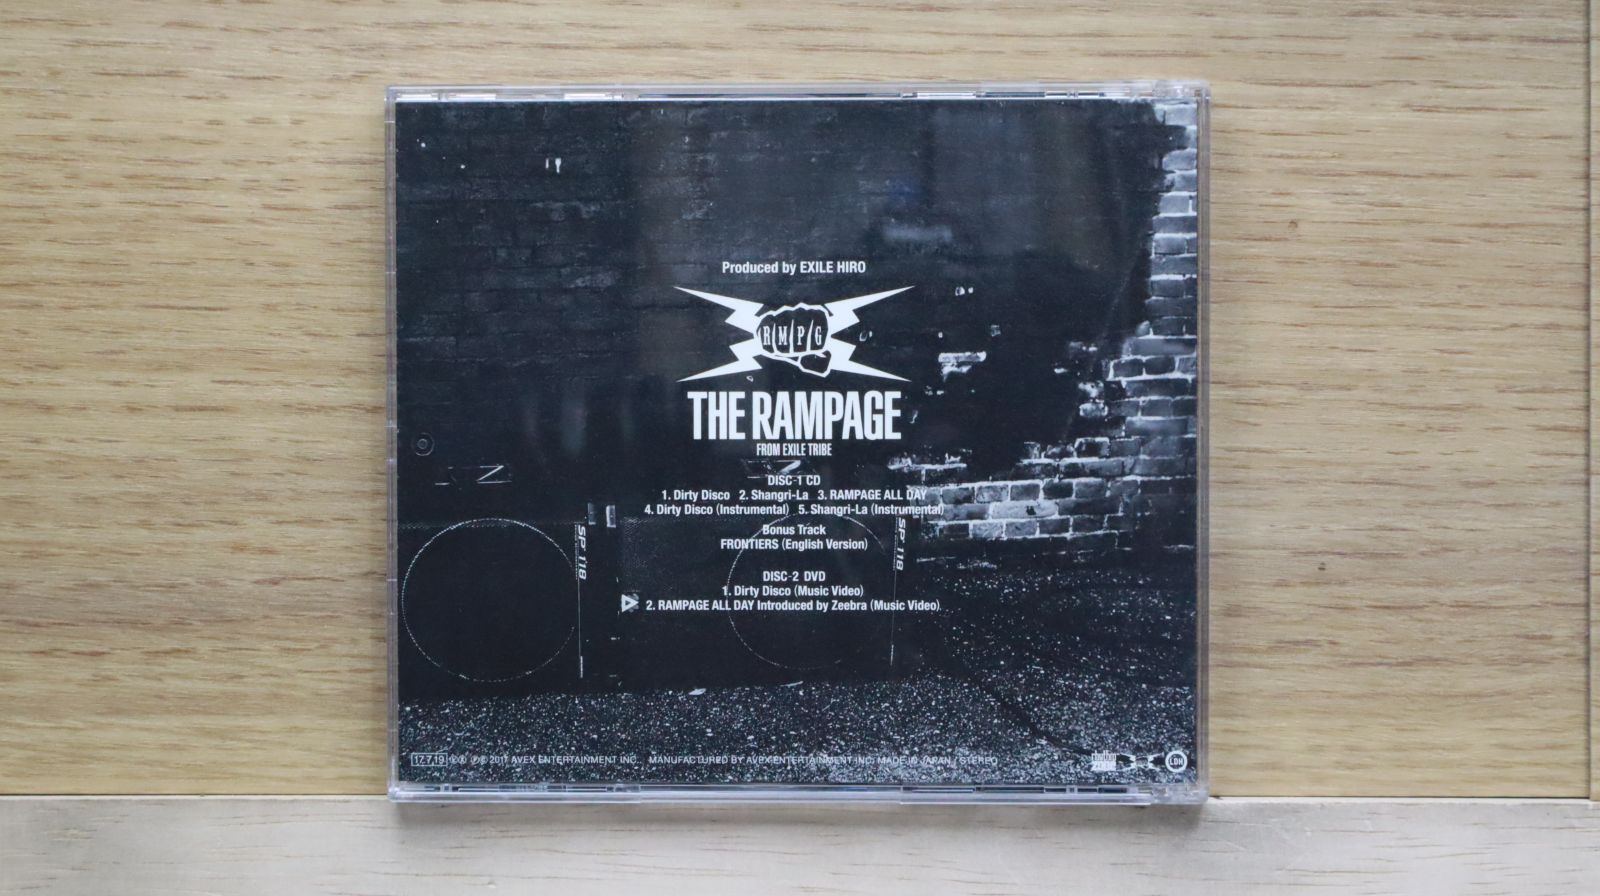 Produced by EXILE HIRO
RMPG
THE RAMPAGE
FROM EXILE TRIBE
DISC-1 CD
1. Dirty Disco 2. Shangri-La 3. RAMPAGE ALL DAY
4. Dirty Disco (Instrumental) 5. Shangri-La (Instrumental)
SP 118
SP 118
Bonus Track
FRONTIERS (English Version)
DISC-2 DVD
1. Dirty Disco (Music Video)
2. RAMPAGE ALL DAY Introduced by Zeebra (Music Video)
17.7.19 Ⓟ© 2017 AVEX ENTERTAINMENT INC. MANUFACTURED BY AVEX ENTERTAINMENT INC. MADE IN JAPAN / STEREO
LDH